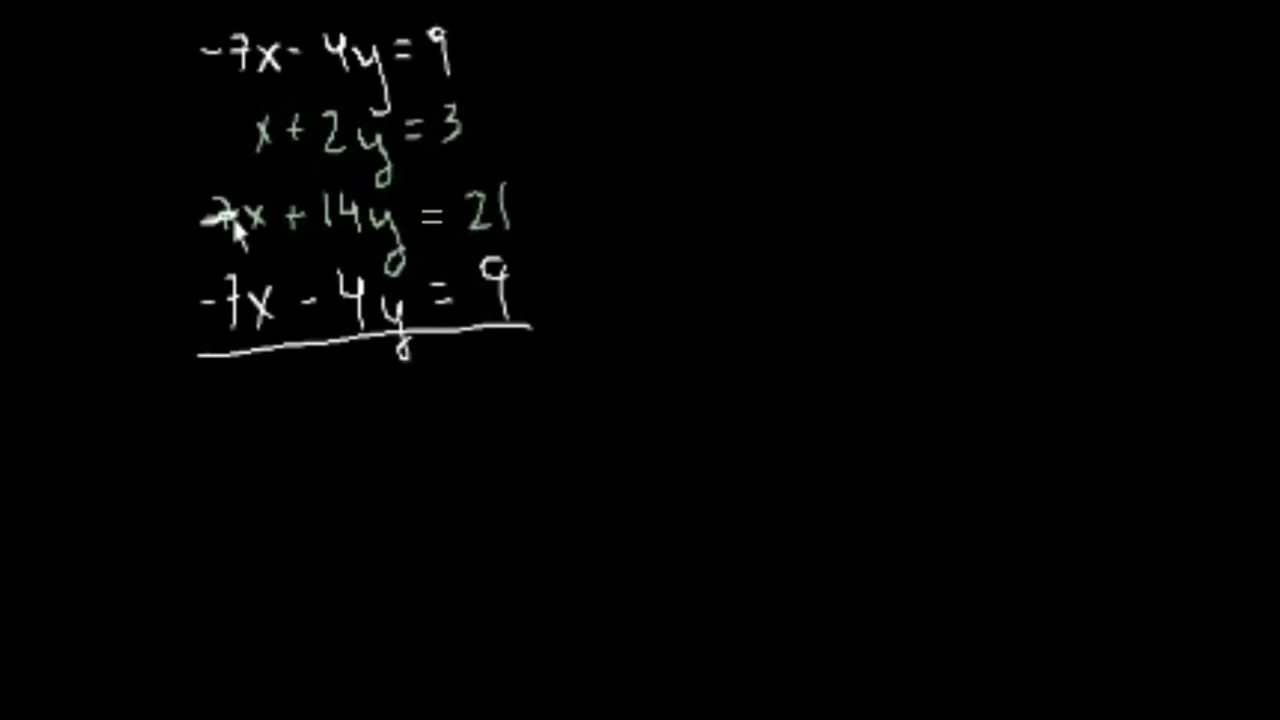 -7x - 4y = 9
x + 2y = 3
7x + 14y = 21
-7x - 4y = 9